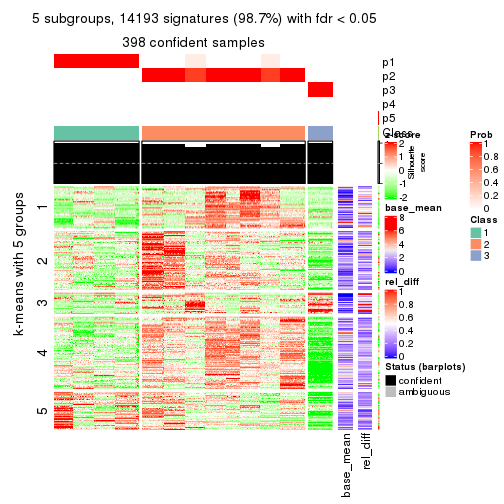 5 subgroups, 14193 signatures (98.7%) with fdr < 0.05
398 confident samples
p1
p2
p3
p4
p5
Class
k-means with 5 groups
1
2
3
4
5
base_mean
rel_diff
z-score
2
1
0
-1
-2
Silhouette
score
base_mean
8
6
4
2
0
rel_diff
1
0.8
0.6
0.4
0.2
0
Status (barplots)
confident
ambiguous
Prob
1
0.8
0.6
0.4
0.2
0
Class
1
2
3